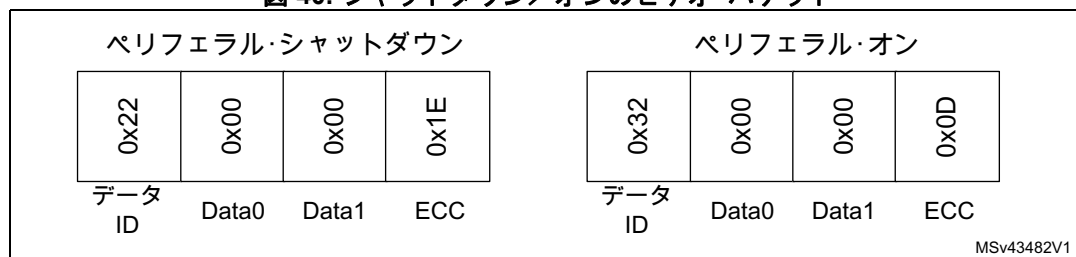 ペリフェラル・シャットダウン
ペリフェラル・オン
0x22
0x00
0x00
0x1E
0x32
0x00
0x00
0x0D
データ
ID
Data0
Data1
ECC
データ
ID
Data0
Data1
ECC
MSv43482V1